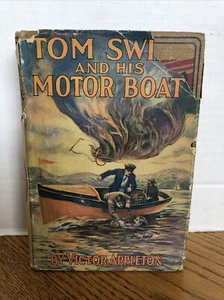 TOM SWI
AND HIS
MOTOR BOAT
BY VICTOR APPLETON